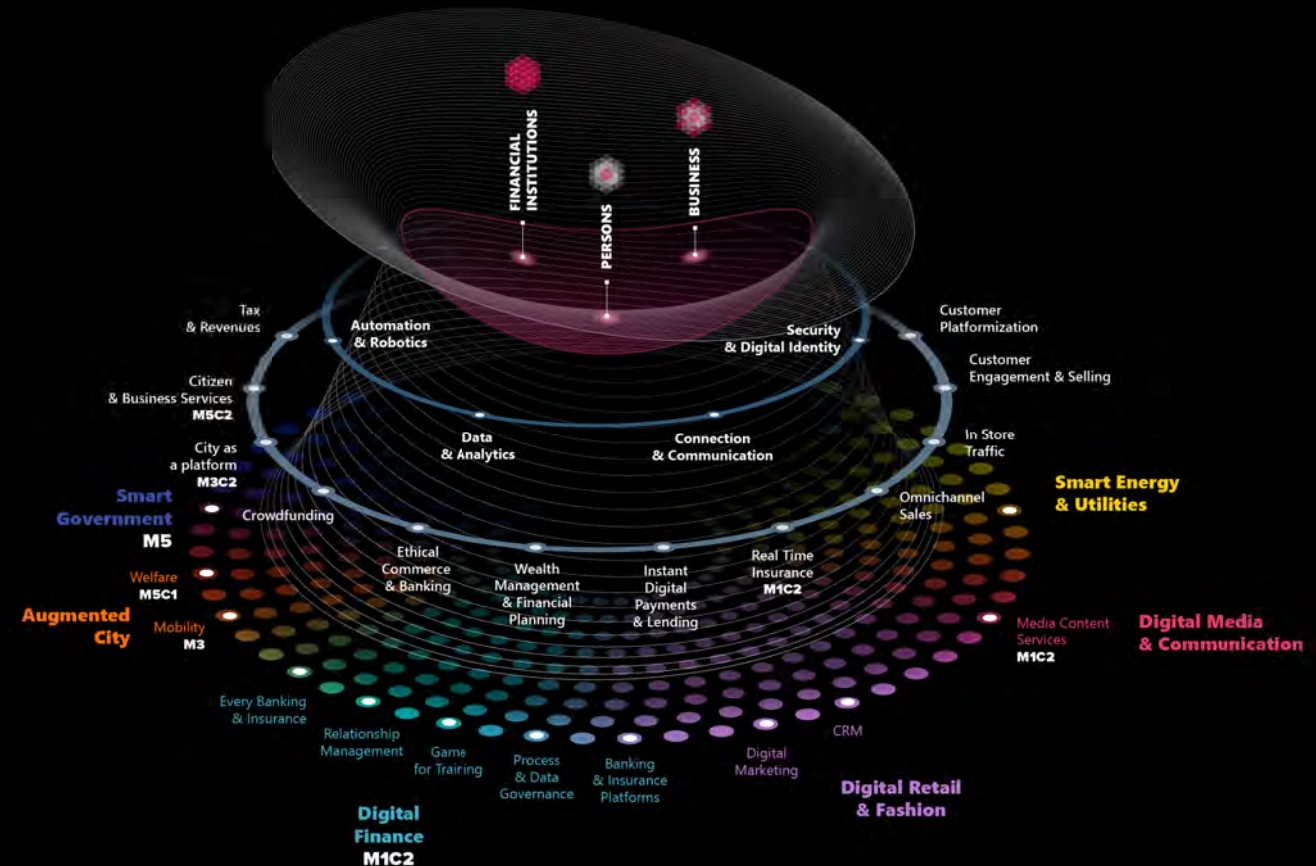 FINANCIAL
INSTITUTIONS
PERSONS
BUSINESS
Tax
& Revenues
Automation
& Robotics
Security
& Digital Identity
Customer
Platformization
Citizen
& Business Services
M5C2
Customer
Engagement & Selling
Data
& Analytics
Connection
& Communication
City as
a platform
M3C2
In Store
Traffic
Smart
Government
M5
Crowdfunding
Omnichannel
Sales
Smart Energy
& Utilities
Ethical
Commerce
& Banking
Wealth
Management
& Financial
Planning
Instant
Digital
Payments
& Lending
Real Time
Insurance
M1C2
Welfare
M5C1
Augmented
City
Mobility
M3
Media Content
Services
M1C2
Digital Media
& Communication
Every Banking
& Insurance
Relationship
Management
Game
for Training
Process
& Data
Governance
Banking
& Insurance
Platforms
Digital
Marketing
CRM
Digital Retail
& Fashion
Digital
Finance
M1C2